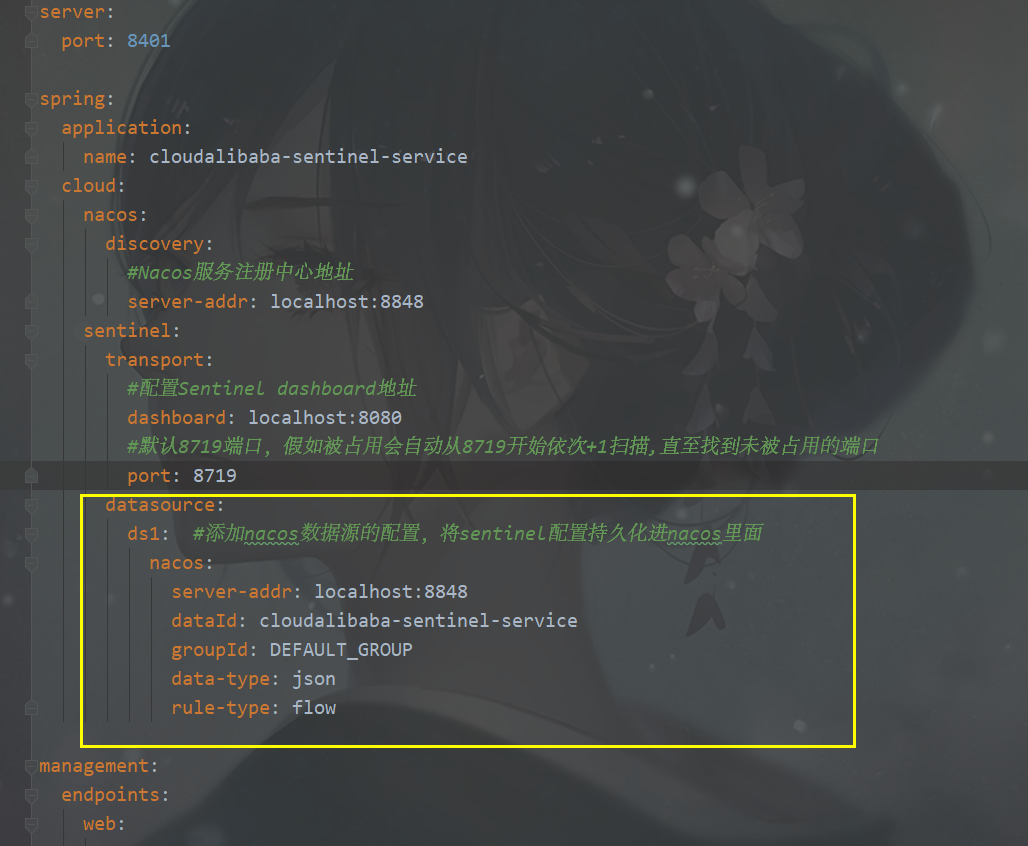 server:
port: 8401
spring:
application:
name: cloudalibaba-sentinel-service
cloud:
nacos:
discovery:
#Nacos服务注册中心地址
server-addr: localhost:8848
sentinel:
transport:
#配置Sentinel dashboard地址
dashboard: localhost:8080
#默认8719端口，假如被占用会自动从8719开始依次+1扫描,直至找到未被占用的端口
port: 8719
datasource:
ds1: #添加nacos数据源的配置，将sentinel配置持久化进nacos里面
nacos:
server-addr: localhost:8848
dataId: cloudalibaba-sentinel-service
groupId: DEFAULT_GROUP
data-type: json
rule-type: flow
management:
endpoints:
web: